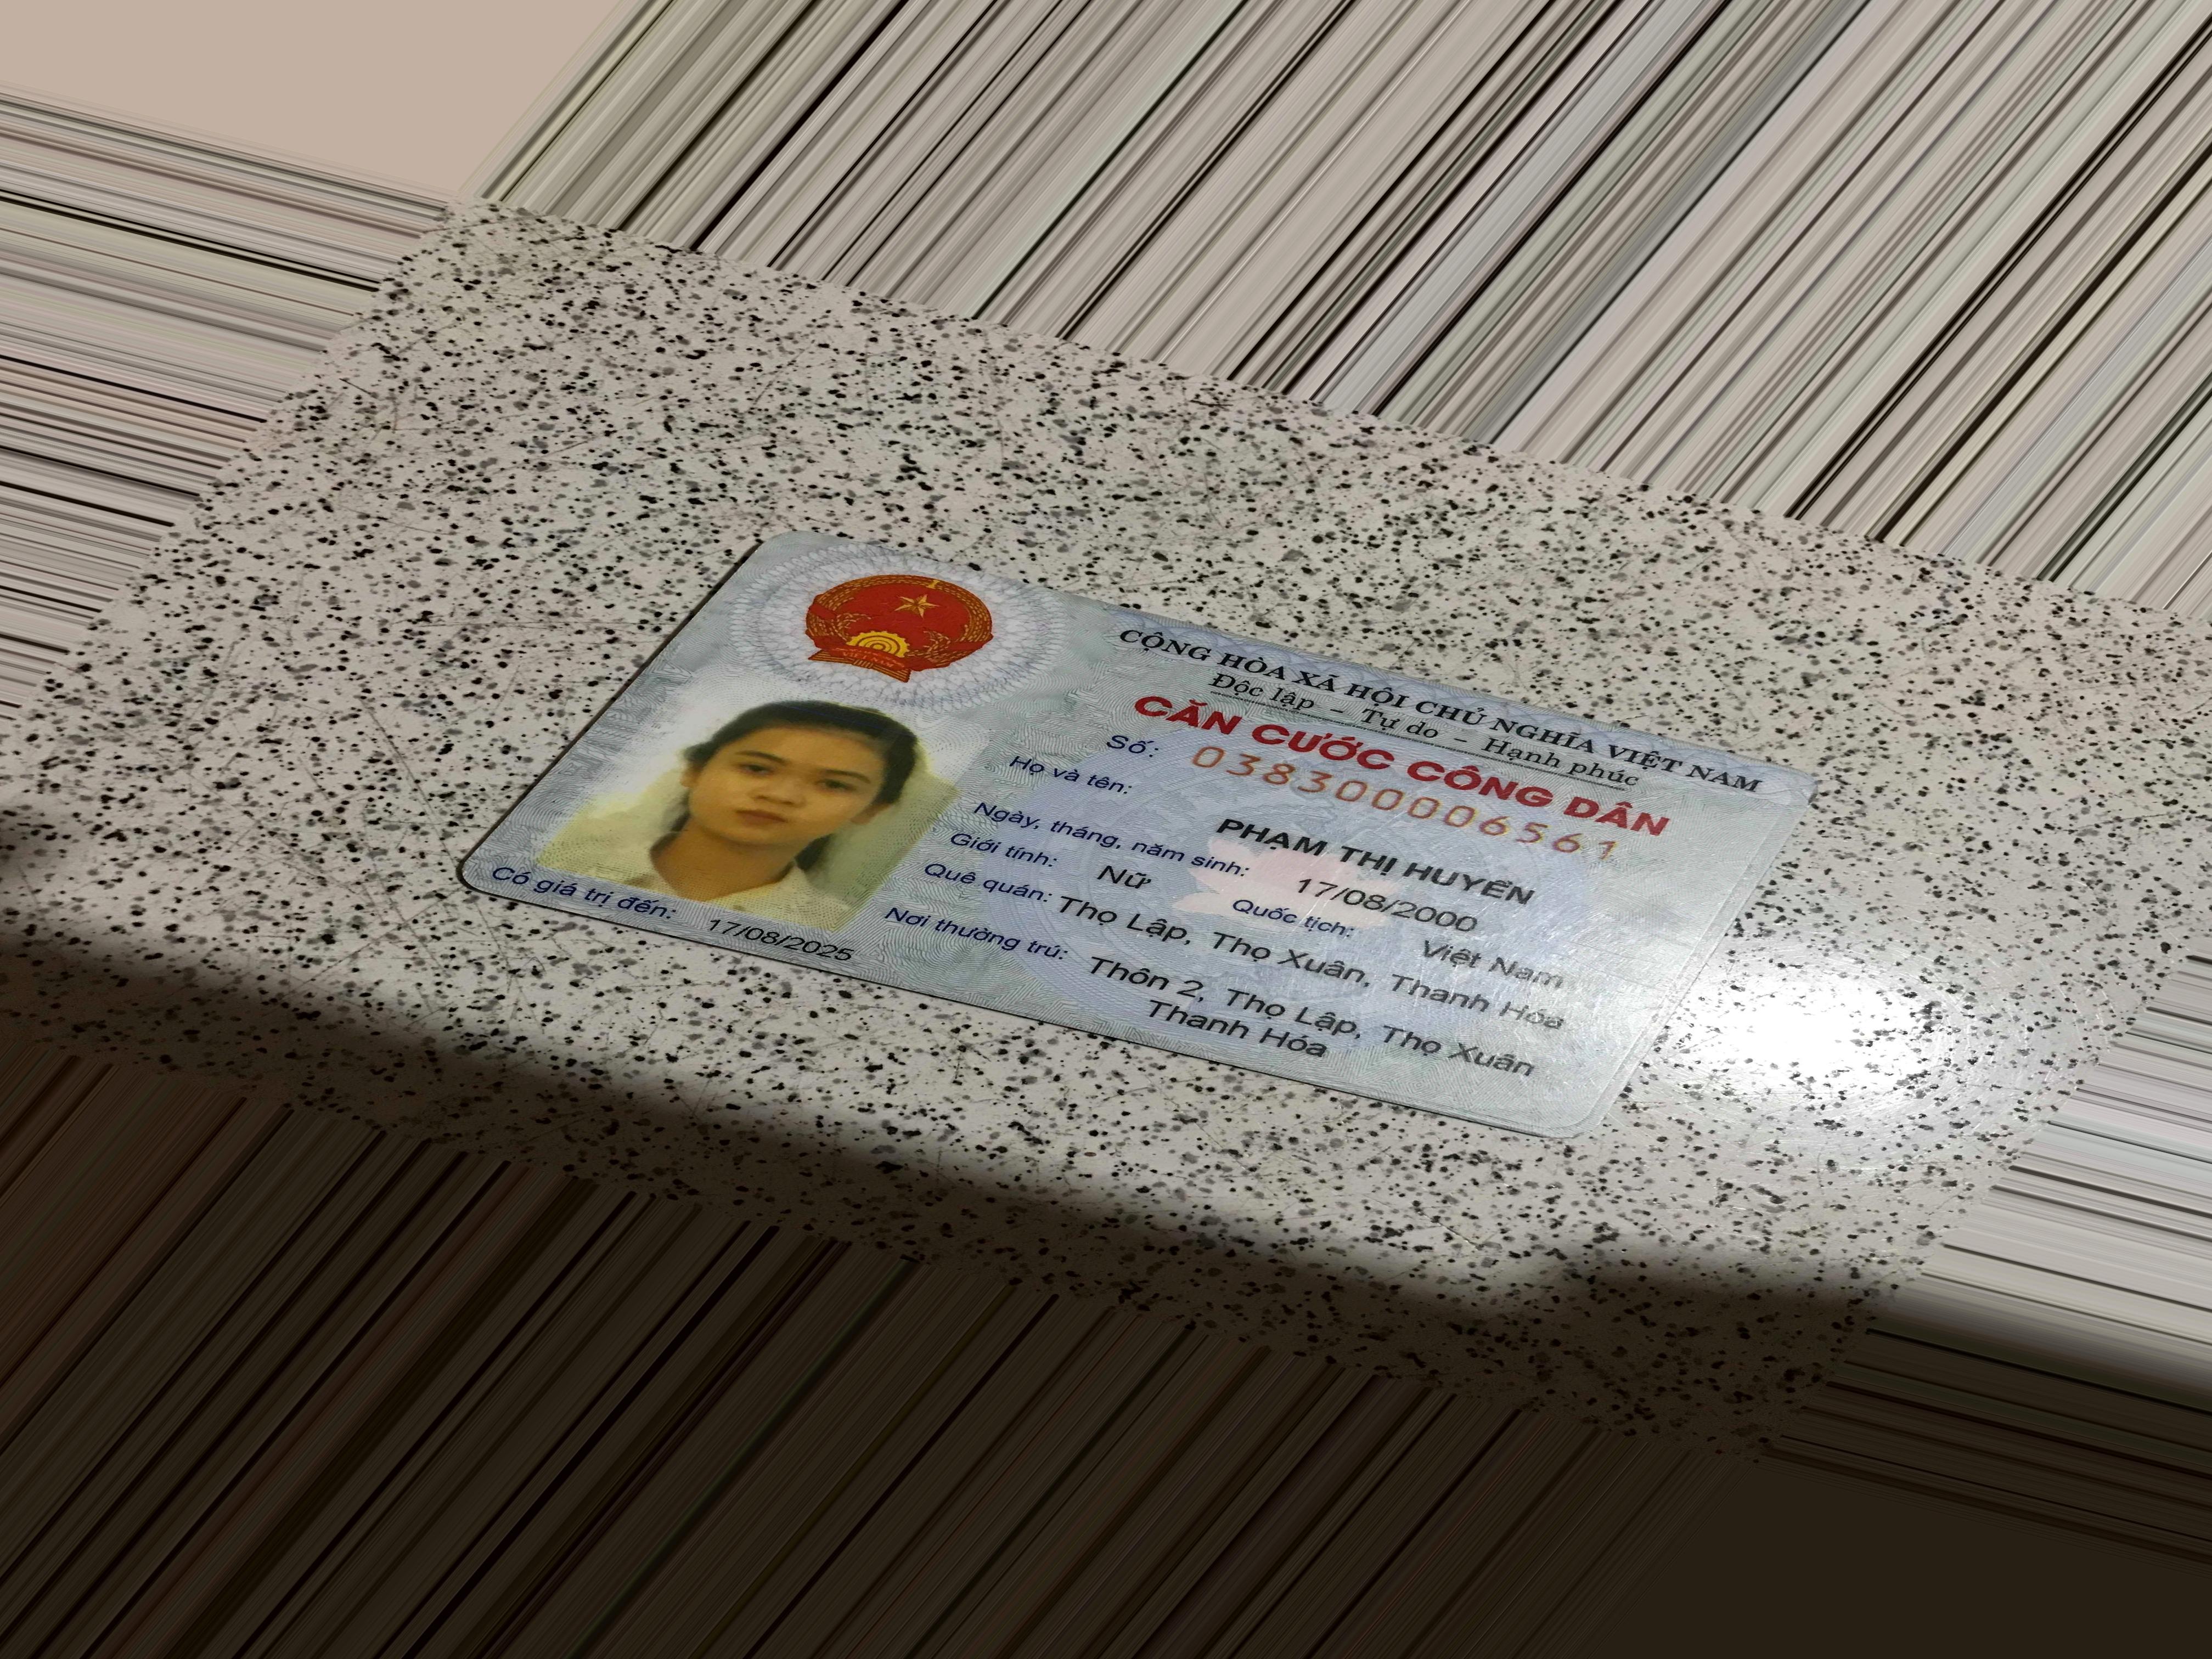 CỘNG HÒA XÃ HỘI CHỦ NGHĨA VIỆT NAM
Độc lập - Tự do - Hạnh phúc
CĂN CƯỚC CÔNG DÂN
Số: 038300006561
Họ và tên:
PHẠM THỊ HUYỀN
Ngày, tháng, năm sinh: 17/08/2000
Giới tính: Nữ Quốc tịch: Việt Nam
Quê quán: Thọ Lập, Thọ Xuân, Thanh Hóa
Nơi thường trú: Thôn 2, Thọ Lập, Thọ Xuân
Thanh Hóa
Có giá trị đến: 17/08/2025